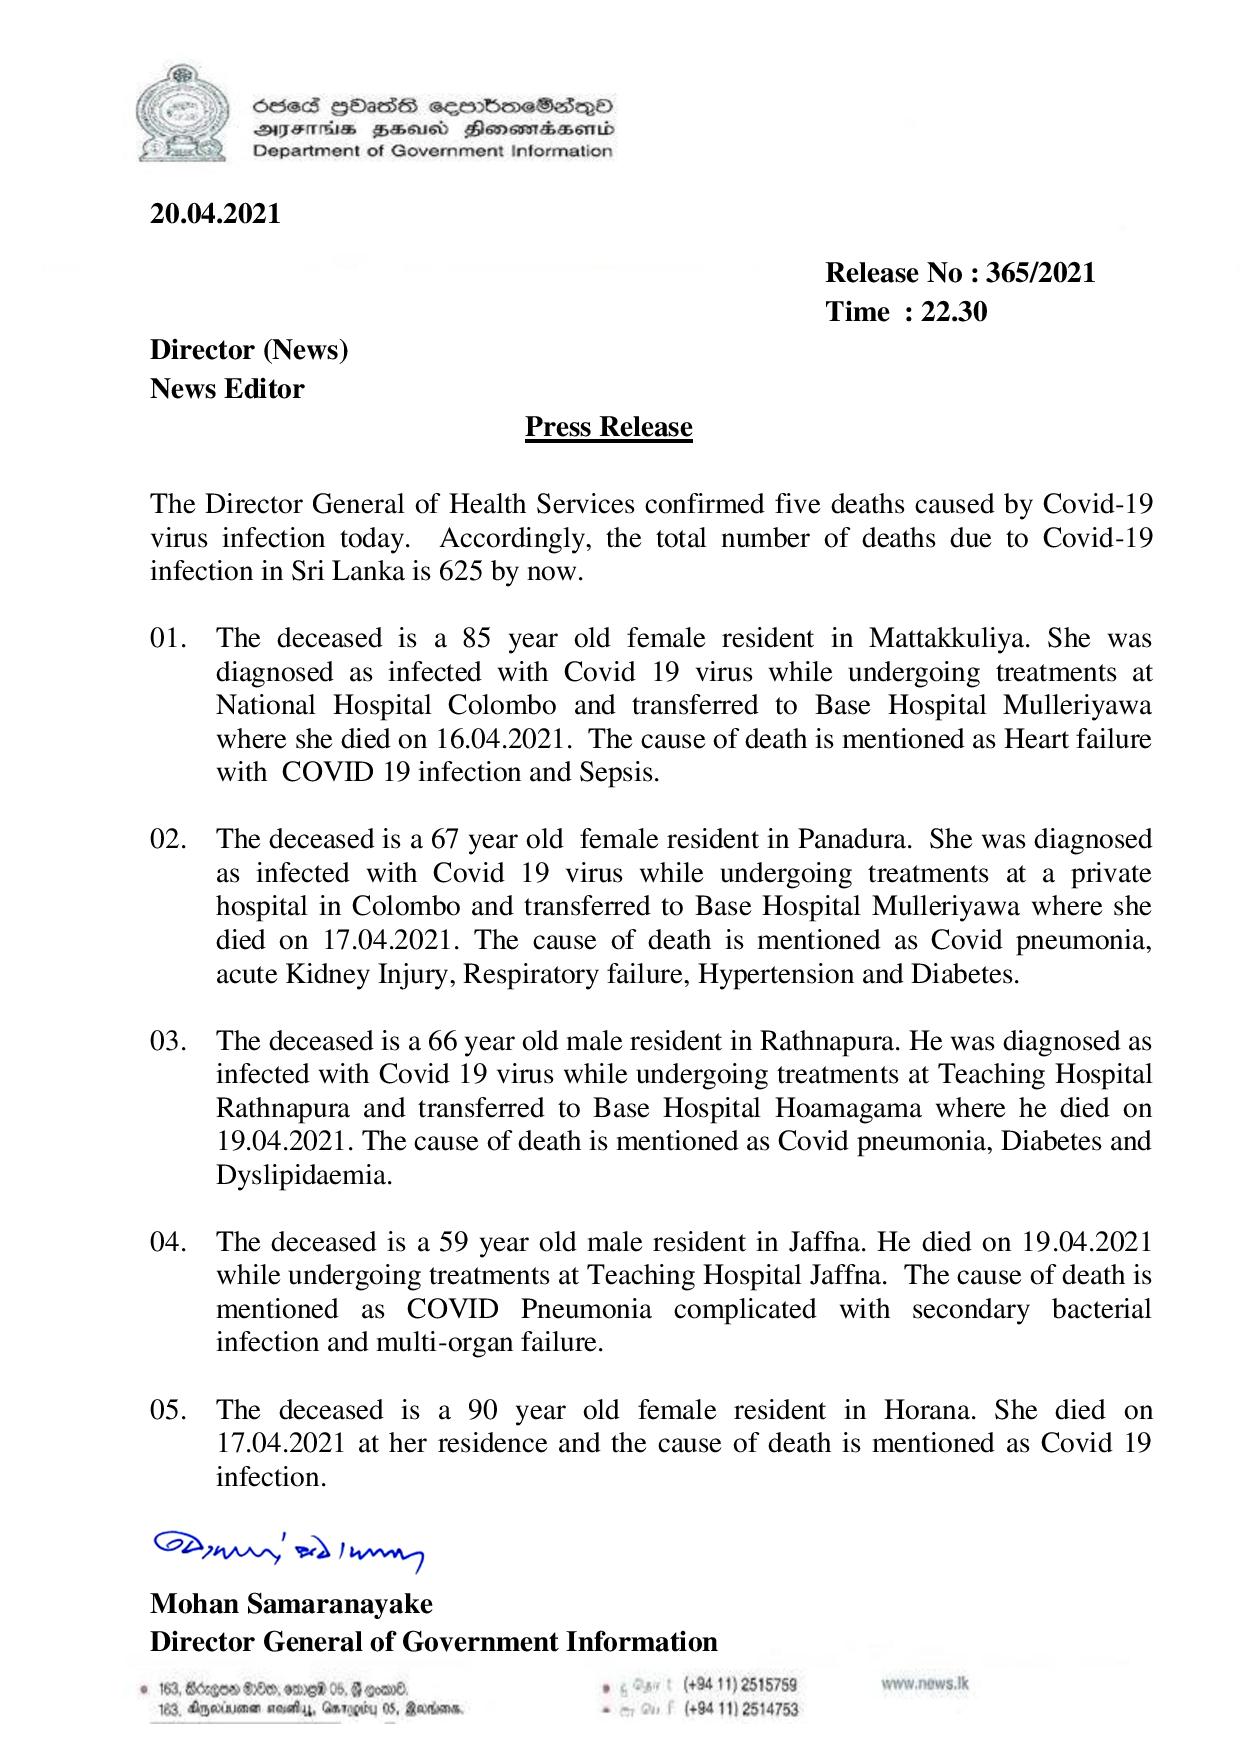 රජයේ ප්‍රවෘත්ති දෙපාර්තමේන්තුව
அரசாங்க தகவல் திணைக்களம்
Department of Government Information
20.04.2021
Release No : 365/2021
Time : 22.30
Director (News)
News Editor
Press Release
The Director General of Health Services confirmed five deaths caused by Covid-19
virus infection today. Accordingly, the total number of deaths due to Covid-19
infection in Sri Lanka is 625 by now.
01. The deceased is a 85 year old female resident in Mattakkuliya. She was
diagnosed as infected with Covid 19 virus while undergoing treatments at
National Hospital Colombo and transferred to Base Hospital Mulleriyawa
where she died on 16.04.2021. The cause of death is mentioned as Heart failure
with COVID 19 infection and Sepsis.
02. The deceased is a 67 year old female resident in Panadura. She was diagnosed
as infected with Covid 19 virus while undergoing treatments at a private
hospital in Colombo and transferred to Base Hospital Mulleriyawa where she
died on 17.04.2021. The cause of death is mentioned as Covid pneumonia,
acute Kidney Injury, Respiratory failure, Hypertension and Diabetes.
03. The deceased is a 66 year old male resident in Rathnapura. He was diagnosed as
infected with Covid 19 virus while undergoing treatments at Teaching Hospital
Rathnapura and transferred to Base Hospital Hoamagama where he died on
19.04.2021. The cause of death is mentioned as Covid pneumonia, Diabetes and
Dyslipidaemia.
04. The deceased is a 59 year old male resident in Jaffna. He died on 19.04.2021
while undergoing treatments at Teaching Hospital Jaffna. The cause of death is
mentioned as COVID Pneumonia complicated with secondary bacterial
infection and multi-organ failure.
05. The deceased is a 90 year old female resident in Horana. She died on
17.04.2021 at her residence and the cause of death is mentioned as Covid 19
infection.
Mohan Samaranayake
Director General of Government Information
163, කිරුලපන මාවත, කොළඹ 05, ශ්‍රී ලංකාව.
(+94 11) 2515759
www.news.lk
163, கிருலப்பனை எவெனியூ, கொழும்பு 05, இலங்கை.
(+94 11) 2514753